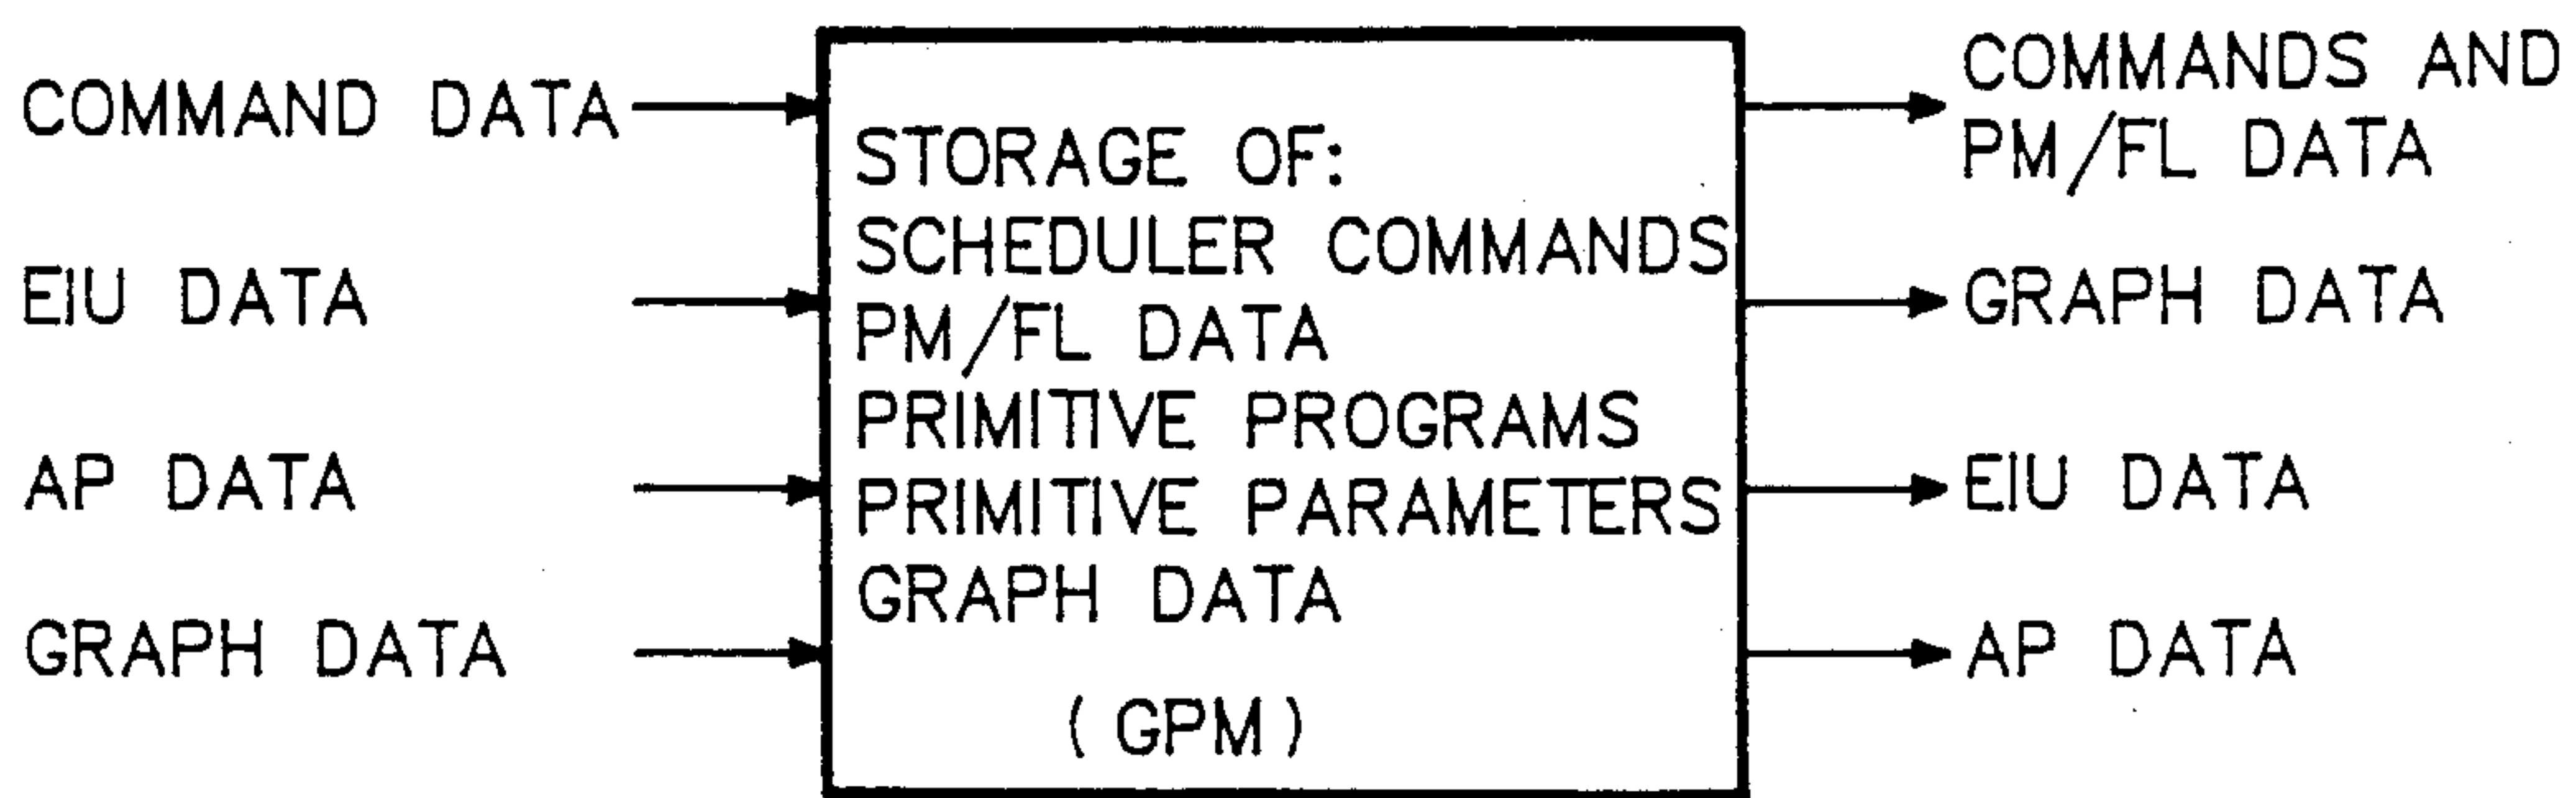 COMMAND DATA
EIU DATA
AP DATA
GRAPH DATA
STORAGE OF:
SCHEDULER COMMANDS
PM/FL DATA
PRIMITIVE PROGRAMS
PRIMITIVE PARAMETERS
GRAPH DATA
(GPM)
COMMANDS AND
PM/FL DATA
GRAPH DATA
EIU DATA
AP DATA